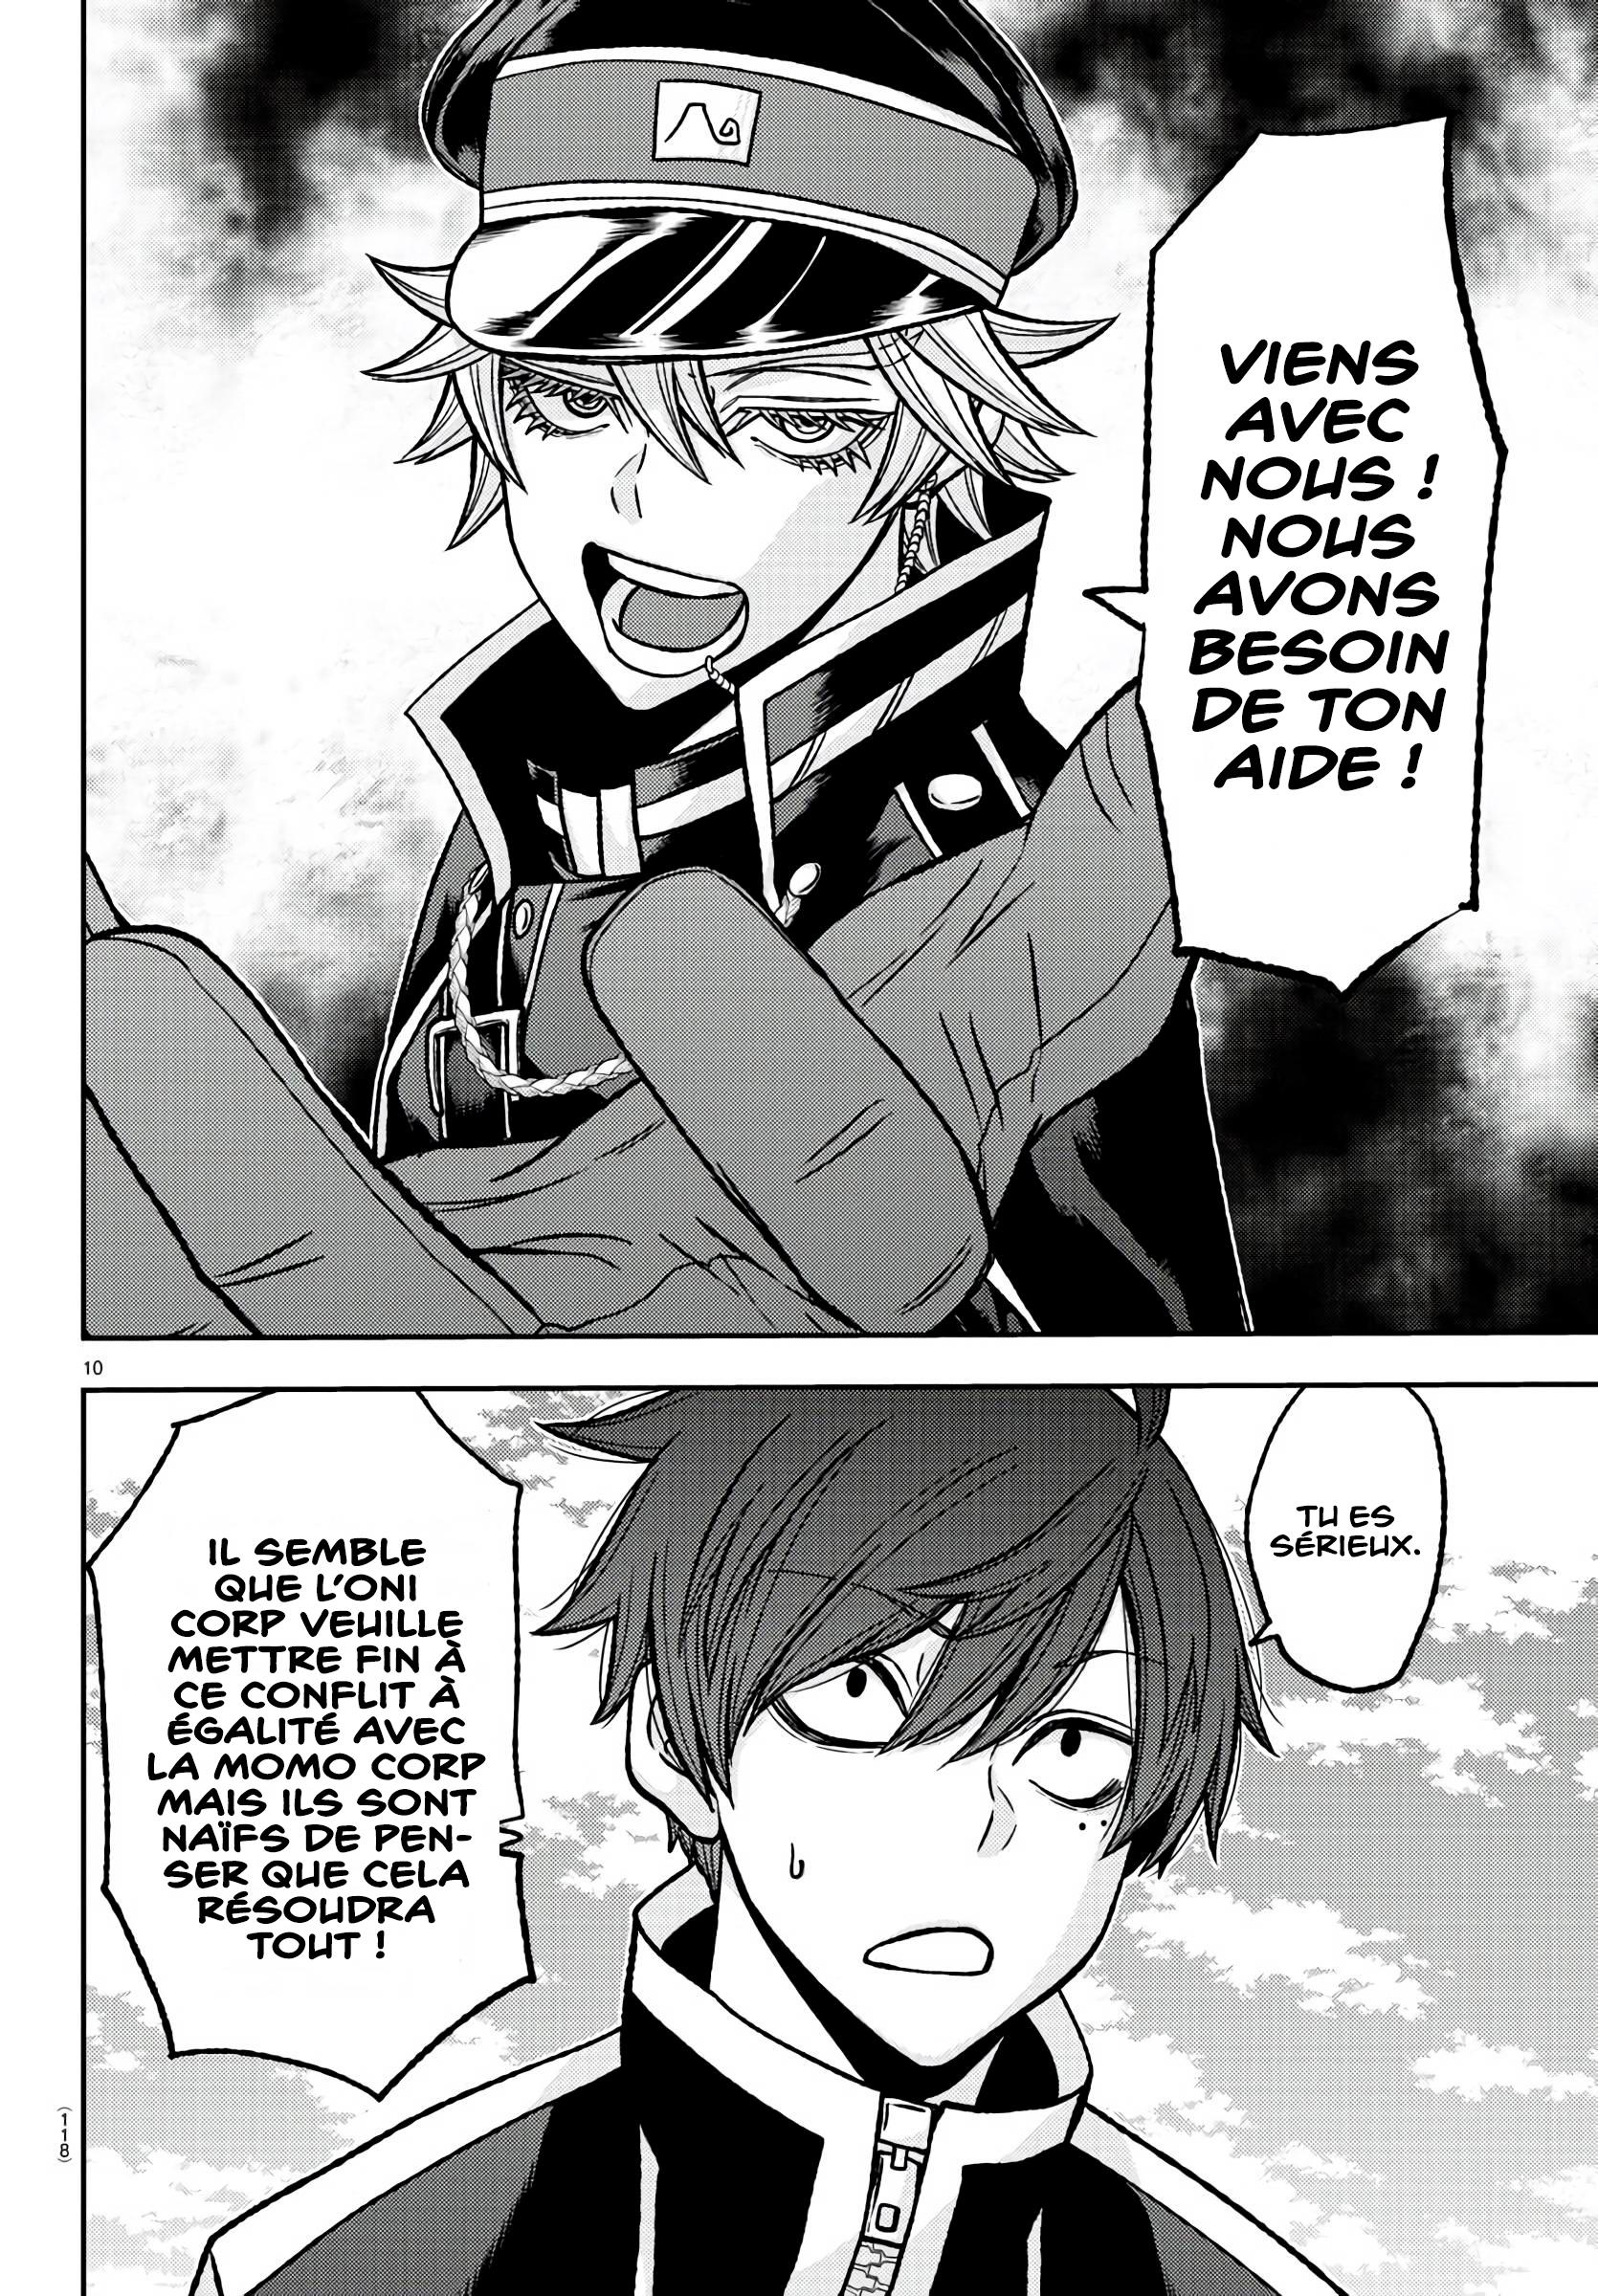 VIENS
AVEC
NOUS !
NOUS
AVONS
BESOIN
DE TON
AIDE !
10
TU ES
SÉRIEUX.
IL SEMBLE
QUE L'ONI
CORP VEUILLE
METTRE FIN À
CE CONFLIT À
ÉGALITÉ AVEC
LA MOMO CORP
MAIS ILS SONT
NAÏFS DE PEN-
SER QUE CELA
RÉSOUDRA
TOUT !
(118)